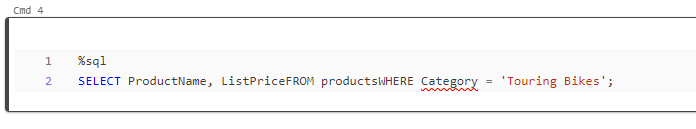 Cmd 4
1 %sql
2 SELECT ProductName, ListPriceFROM productsWHERE Category = 'Touring Bikes';